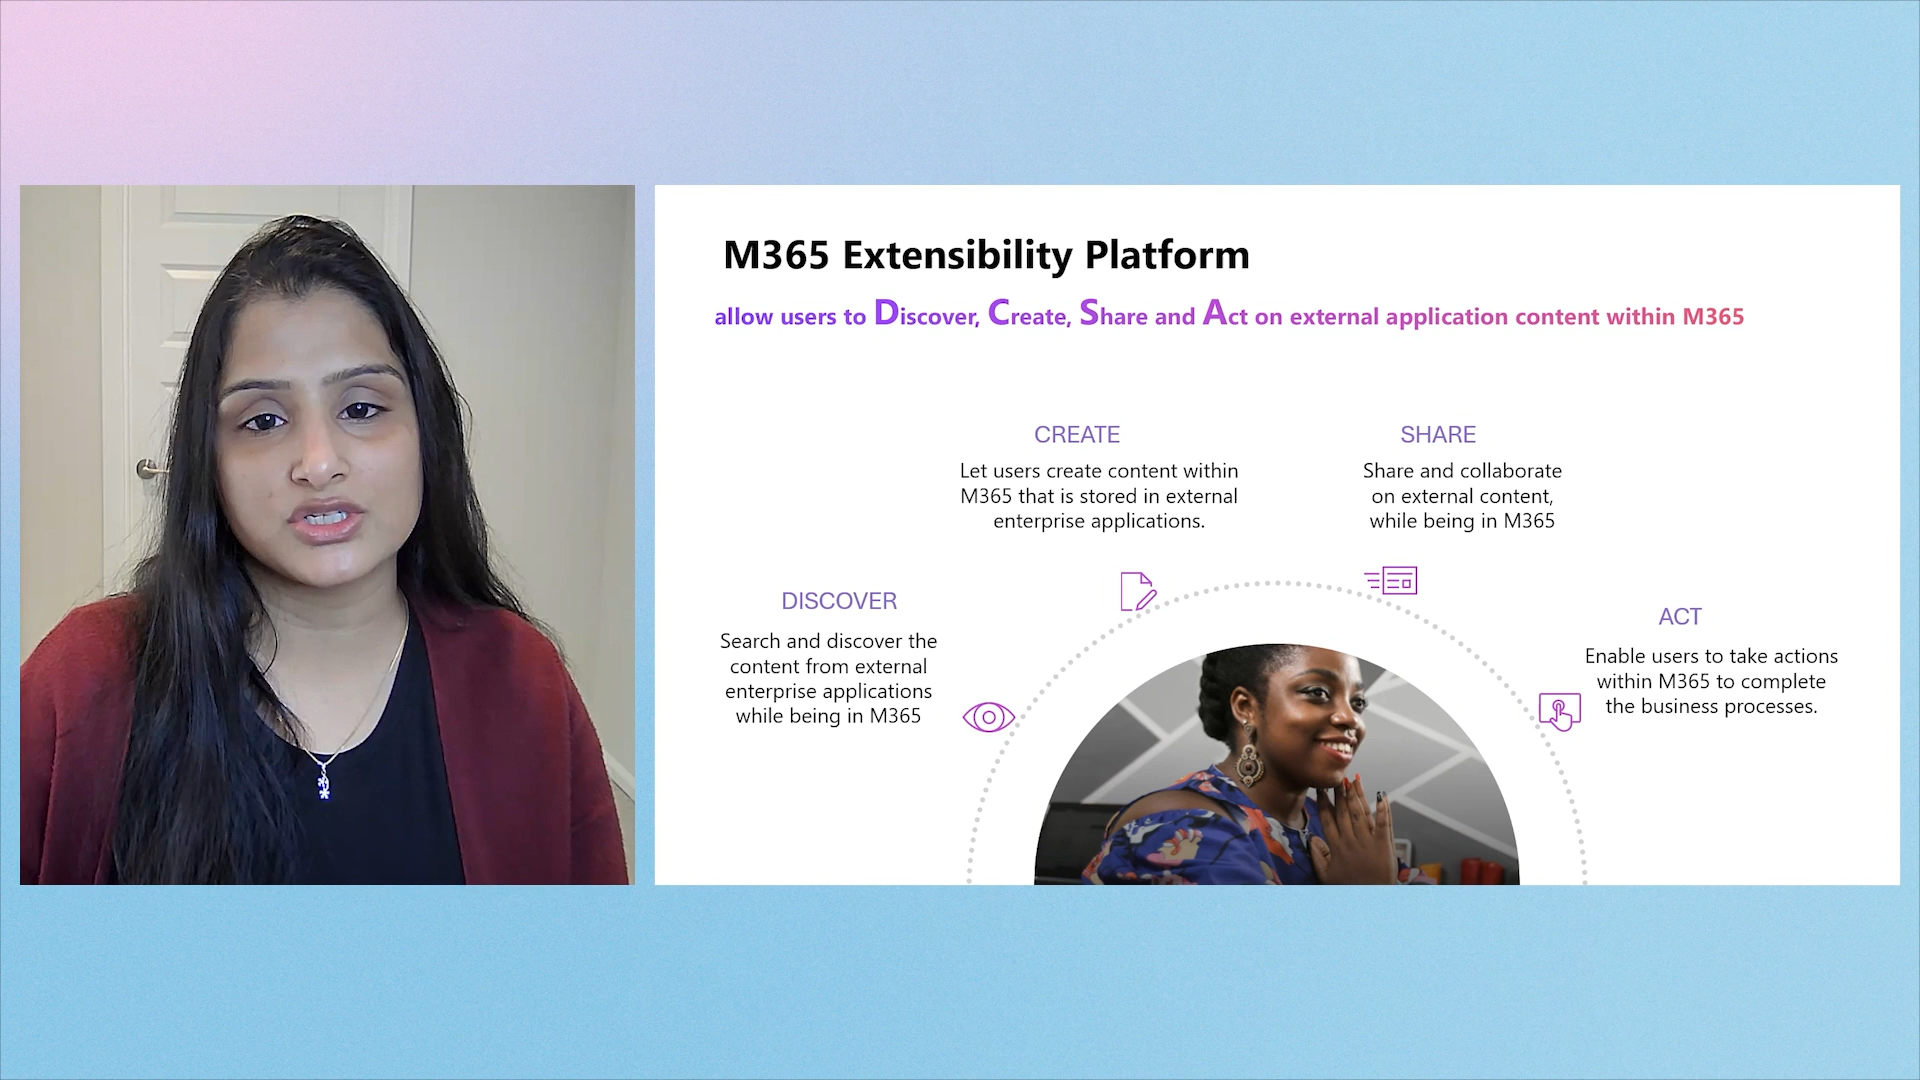 M365 Extensibility Platform
allow users to Discover, Create, Share and Act on external application content within M365
CREATE
Let users create content within
M365 that is stored in external
enterprise applications.
SHARE
Share and collaborate
on external content,
while being in M365
DISCOVER
Search and discover the
content from external
enterprise applications
while being in M365
ACT
Enable users to take actions
within M365 to complete
the business processes.